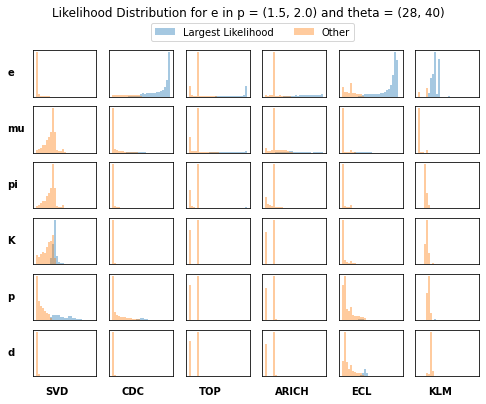 Likelihood Distribution for e in p = (1.5, 2.0) and theta = (28, 40)
Largest Likelihood Other
e
mu
pi
K
p
d
SVD CDC TOP ARICH ECL KLM